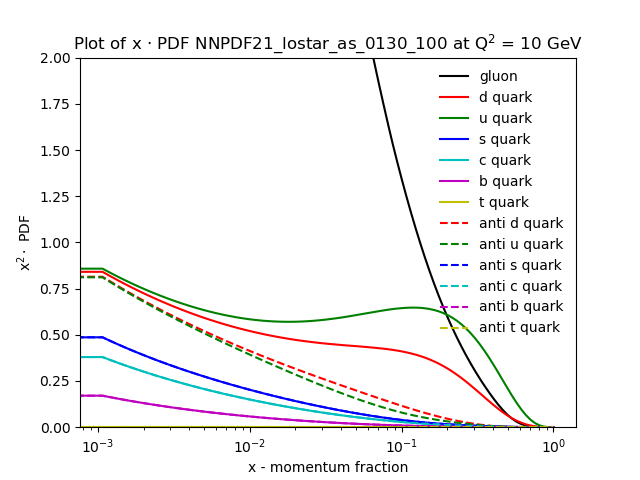 Plot of x · PDF NNPDF21_lostar_as_0130_100 at Q² = 10 GeV
2.00
1.75
1.50
1.25
1.00
0.75
0.50
0.25
0.00
x² · PDF
gluon
d quark
u quark
s quark
c quark
b quark
t quark
anti d quark
anti u quark
anti s quark
anti c quark
anti b quark
anti t quark
10⁻³ 10⁻² 10⁻¹ 10⁰
x - momentum fraction